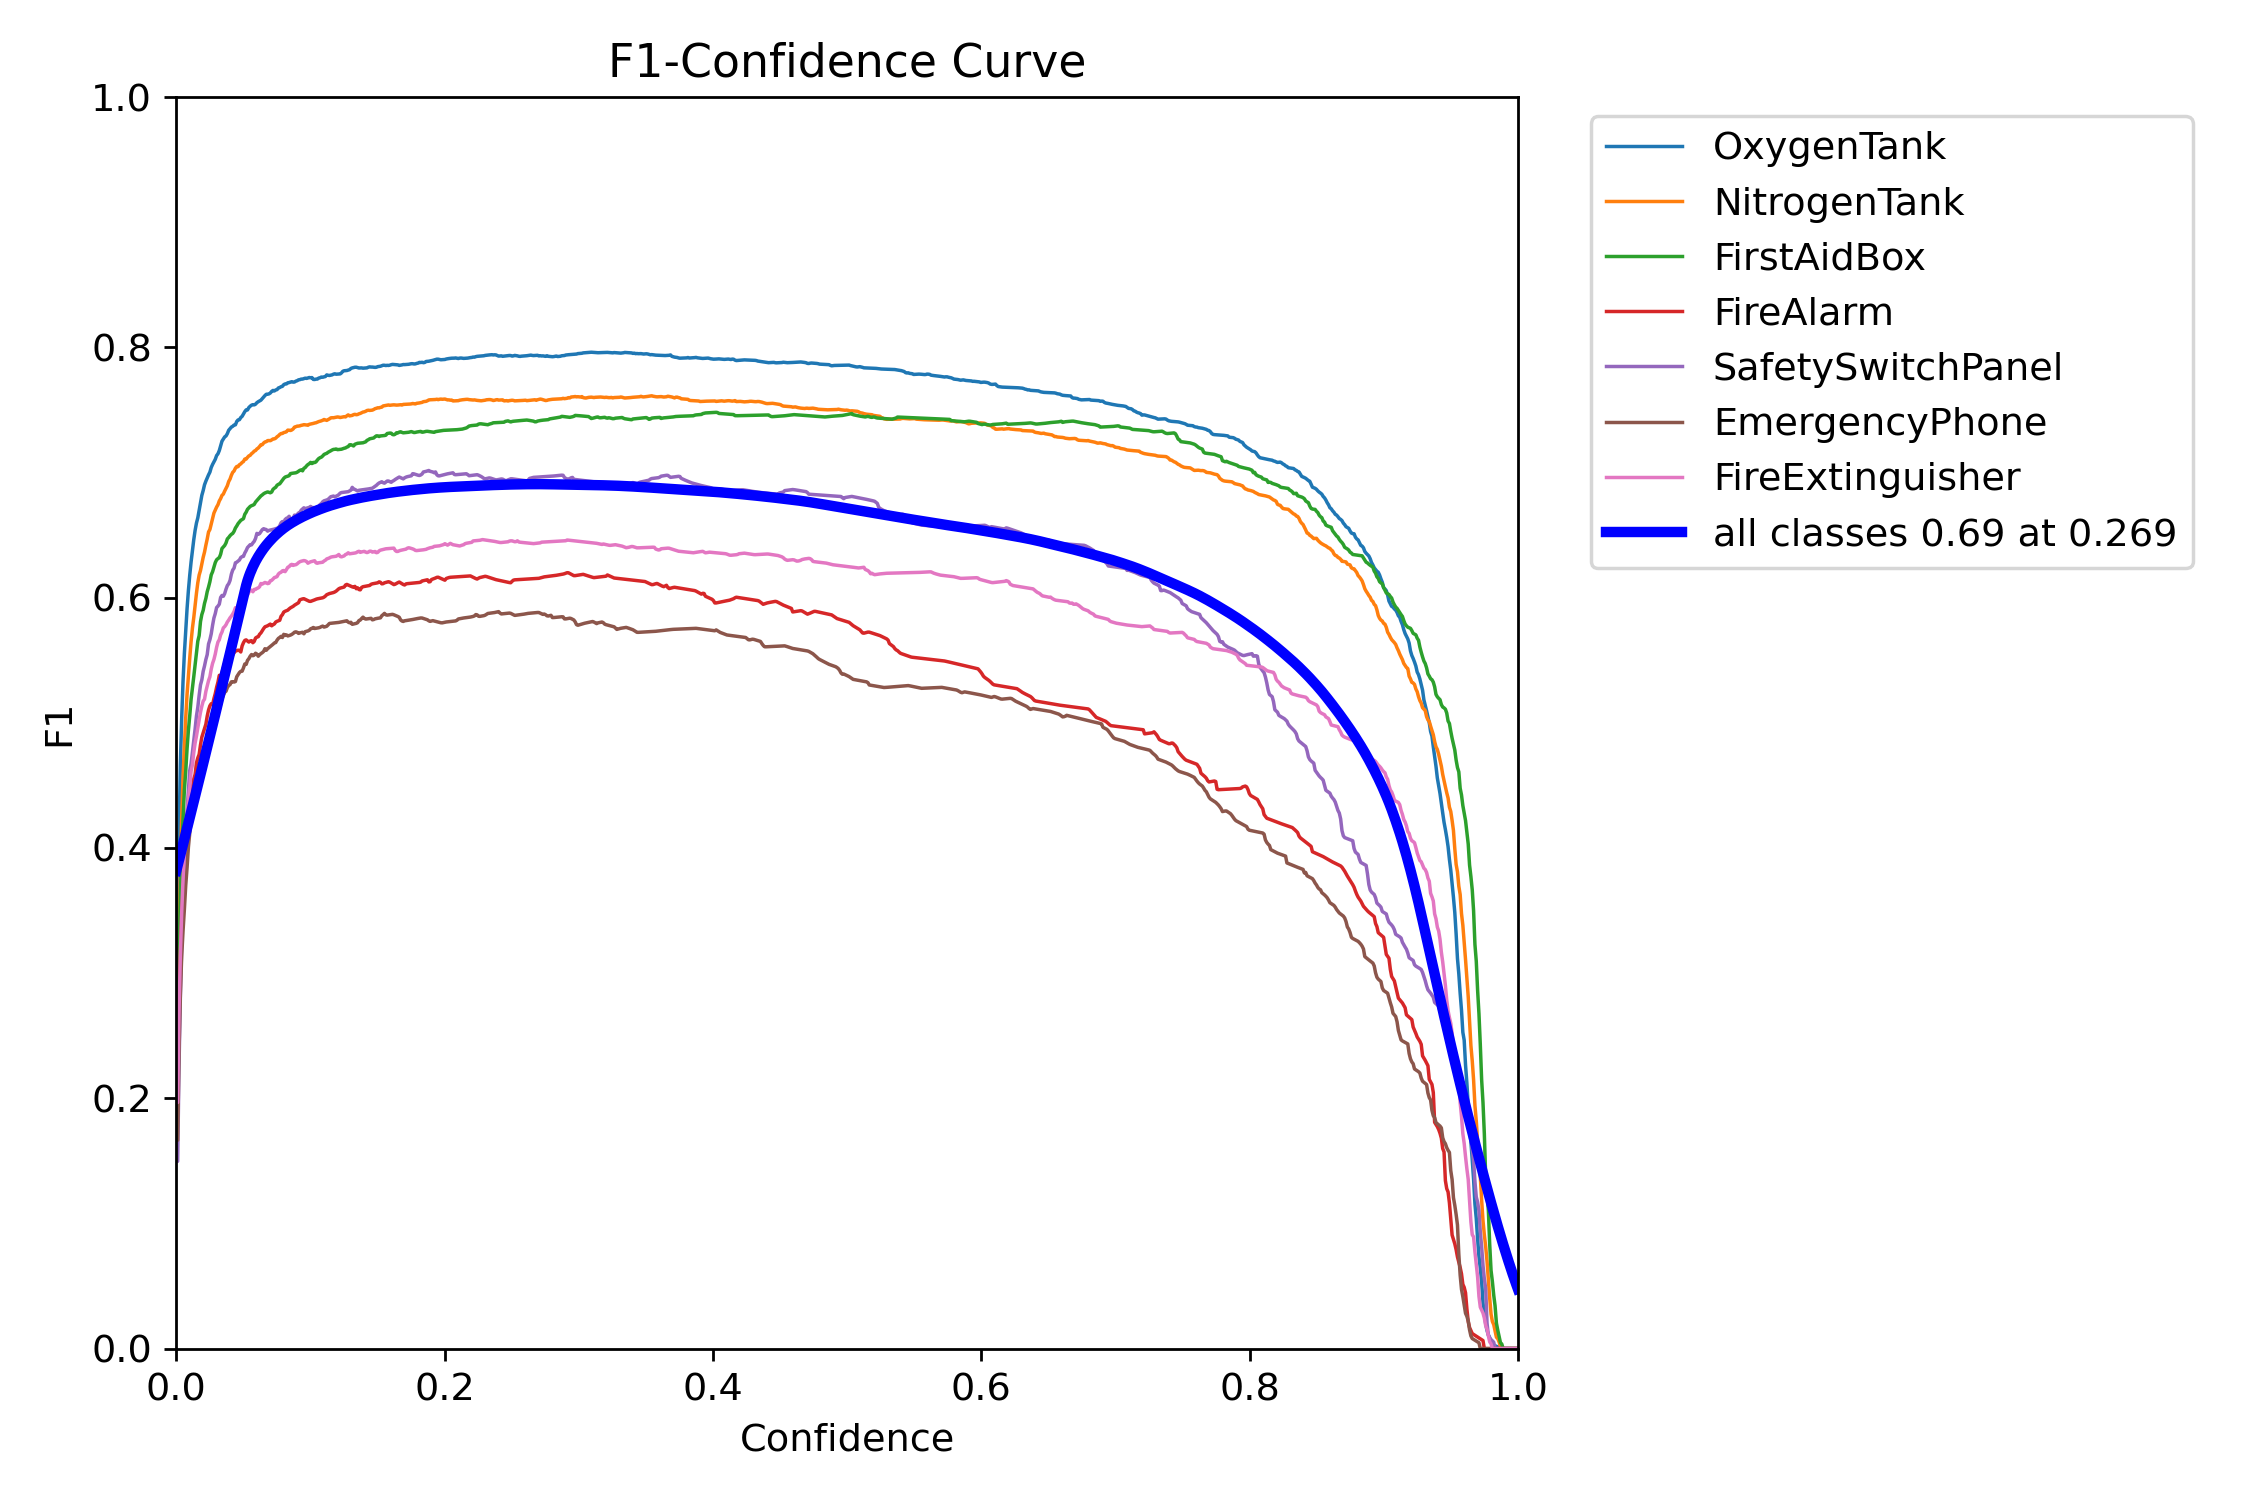 F1-Confidence Curve
1.0
0.8
0.6
0.4
0.2
0.0
F1
0.0 0.2 0.4 0.6 0.8 1.0
Confidence
OxygenTank
NitrogenTank
FirstAidBox
FireAlarm
SafetySwitchPanel
EmergencyPhone
FireExtinguisher
all classes 0.69 at 0.269